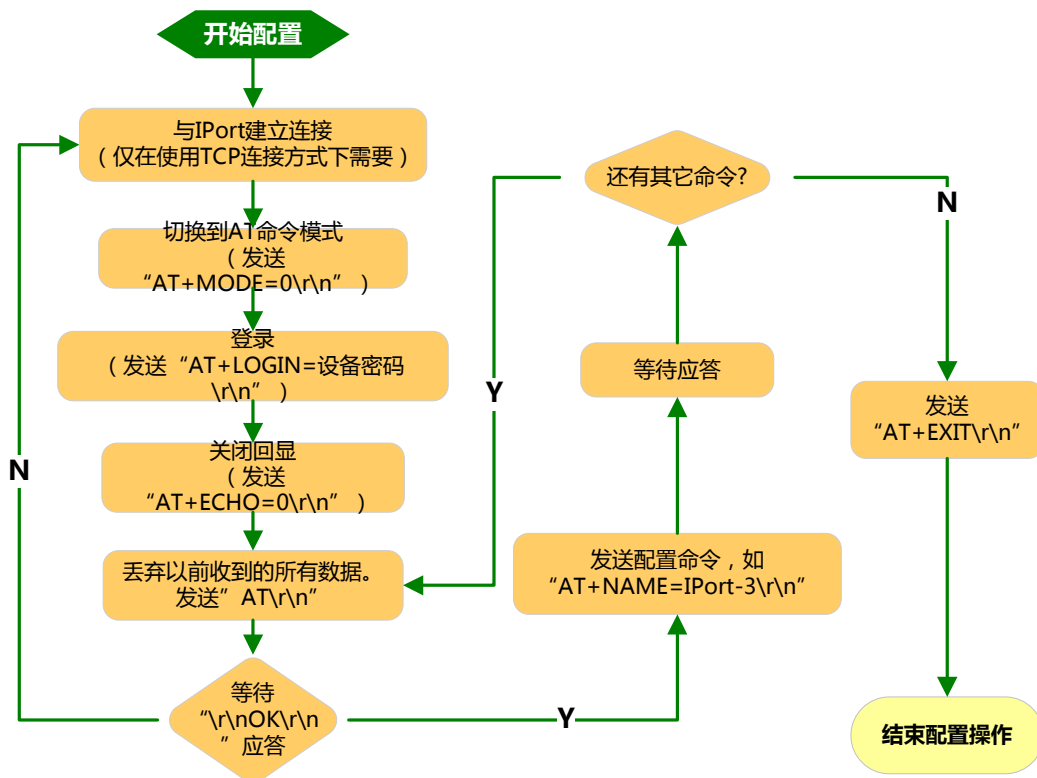 开始配置
与IPort建立连接
（仅在使用TCP连接方式下需要）
切换到AT命令模式
（发送
“AT+MODE=0\r\n”）
登录
（发送“AT+LOGIN=设备密码
\r\n”）
关闭回显
（发送
“AT+ECHO=0\r\n”）
丢弃以前收到的所有数据。
发送”AT\r\n”
等待
“\r\nOK\r\n
”应答
N
Y
发送配置命令，如
“AT+NAME=IPort-3\r\n”
等待应答
还有其它命令?
Y
N
发送
“AT+EXIT\r\n”
结束配置操作